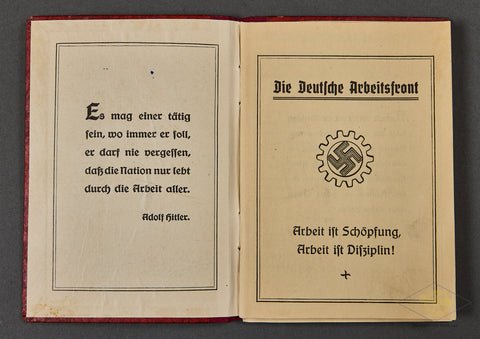 Es mag einer tätig
sein, wo immer er soll,
er darf nie vergessen,
daß die Nation nur lebt
durch die Arbeit aller.
Adolf Hitler.
Die Deutsche Arbeitsfront
Arbeit ist Schöpfung,
Arbeit ist Disziplin!